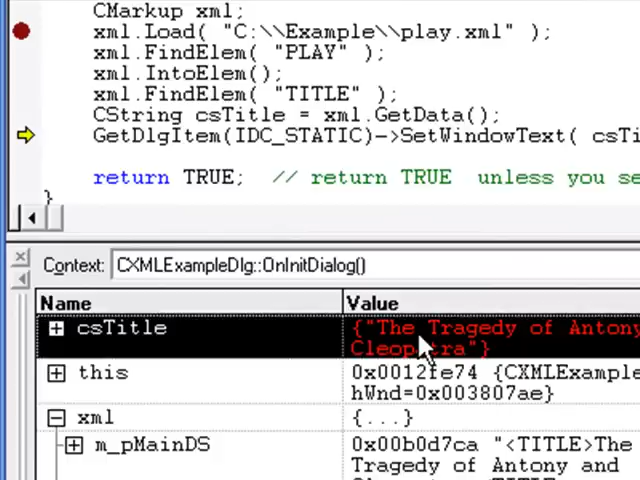 CMarkup xml;
xml.Load( "C:\\Example\\play.xml" );
xml.FindElem( "PLAY" );
xml.IntoElem();
xml.FindElem( "TITLE" );
CString csTitle = xml.GetData();
GetDlgItem(IDC_STATIC)->SetWindowText( csTi
return TRUE;  // return TRUE  unless you se
}
Context: CXMLExampleDlg::OnInitDialog()
Name Value
csTitle {"The Tragedy of Antony
Cleopatra"}
this 0x0012fe74 {CXMLExample
hWnd=0x003807ae}
xml {...}
m_pMainDS 0x00b0d7ca "<TITLE>The
Tragedy of Antony and